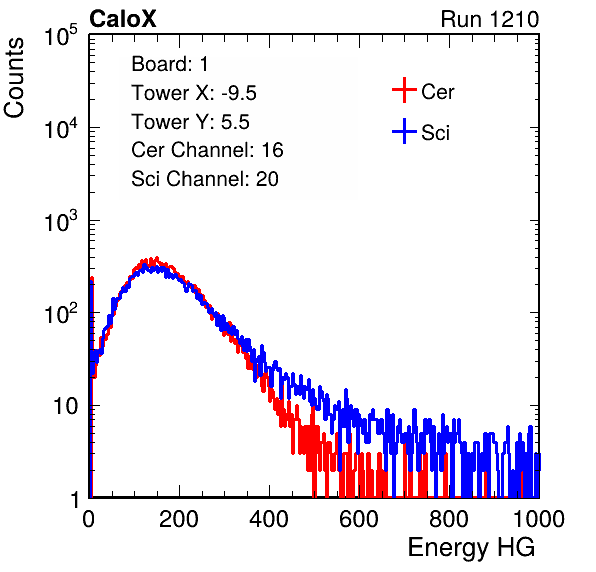 CaloX Run 1210
Counts
Board: 1
Tower X: -9.5
Tower Y: 5.5
Cer Channel: 16
Sci Channel: 20
Cer
Sci
10^5
10^4
10^3
10^2
10
1
0 200 400 600 800 1000
Energy HG